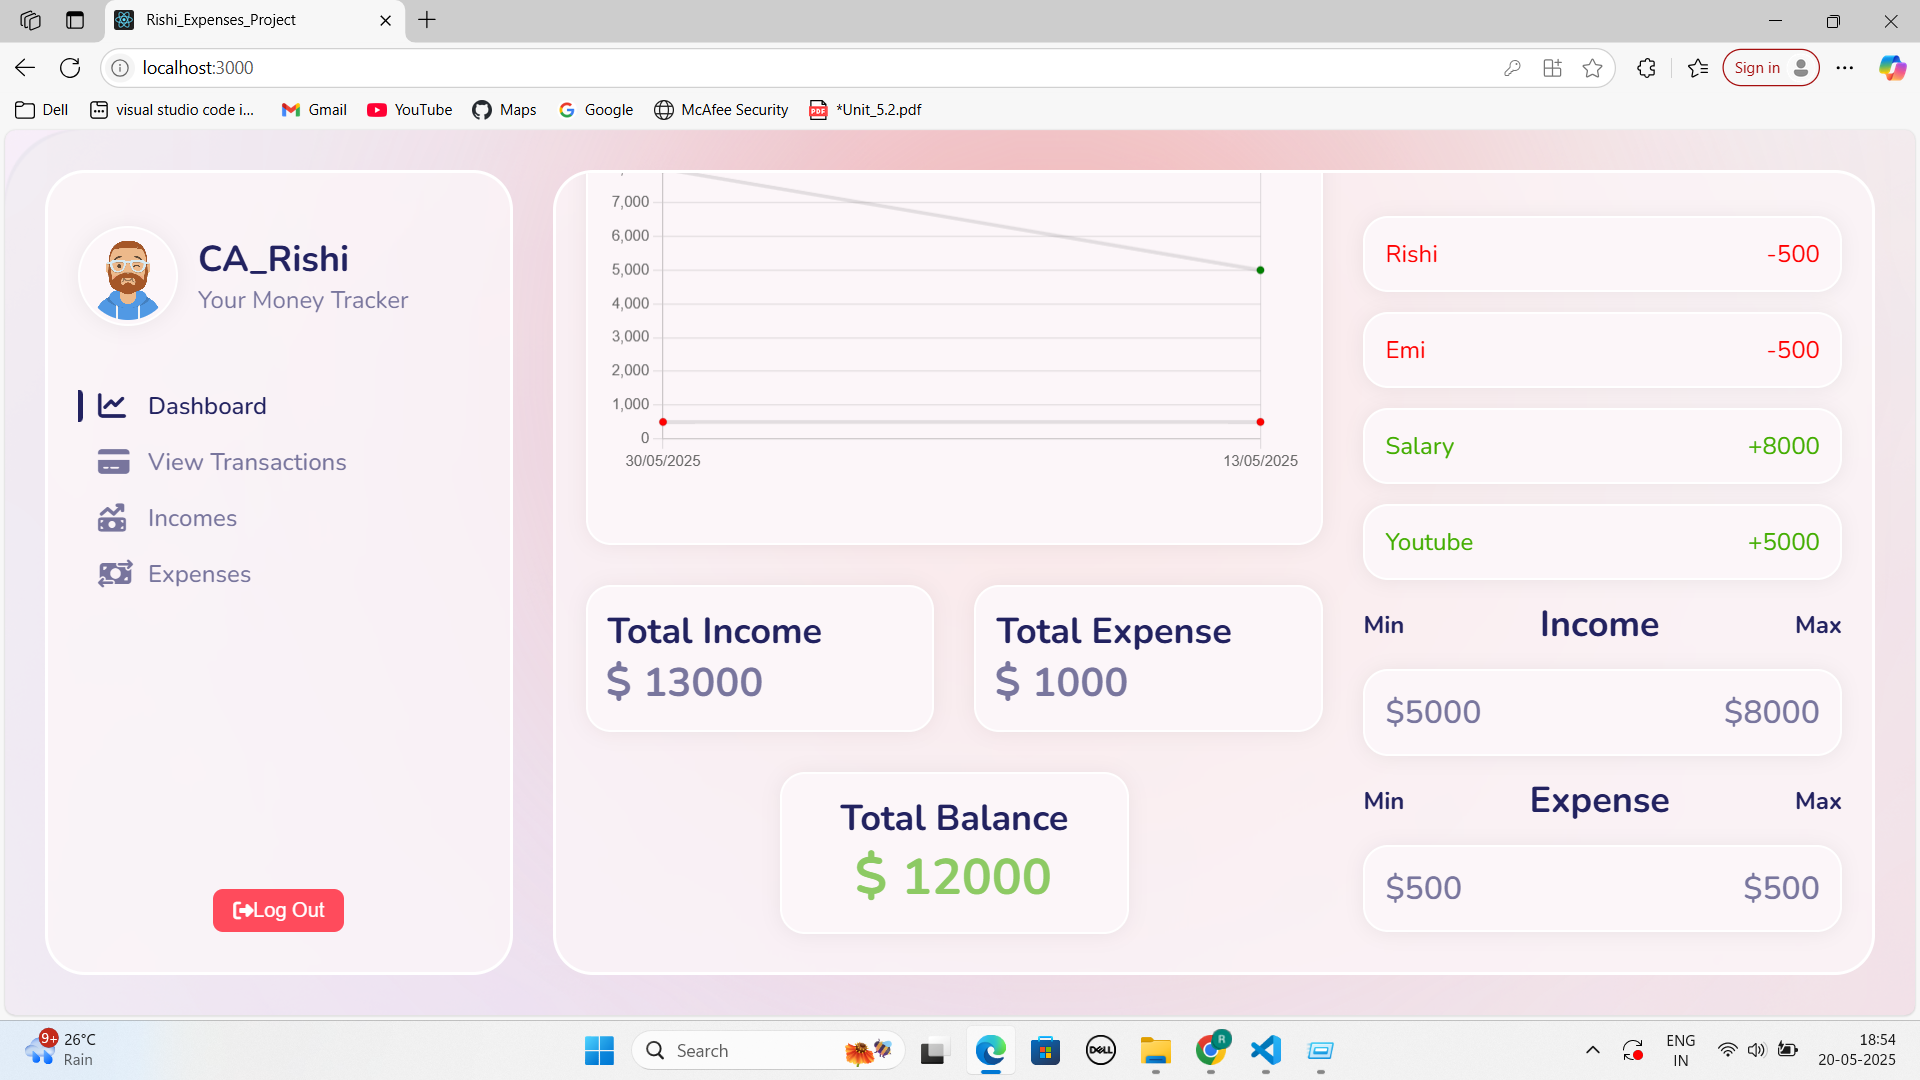 Rishi_Expenses_Project
localhost:3000
Sign in
Dell
visual studio code i...
Gmail
YouTube
Maps
Google
McAfee Security
PDF
*Unit_5.2.pdf
CA_Rishi
Your Money Tracker
Dashboard
View Transactions
Incomes
Expenses
Log Out
7,000
6,000
5,000
4,000
3,000
2,000
1,000
0
30/05/2025
13/05/2025
Total Income
$ 13000
Total Expense
$ 1000
Total Balance
$ 12000
Rishi -500
Emi -500
Salary +8000
Youtube +5000
Min Income Max
$5000 $8000
Min Expense Max
$500 $500
9+
26°C
Rain
Search
DELL
R
ENG
IN
18:54
20-05-2025